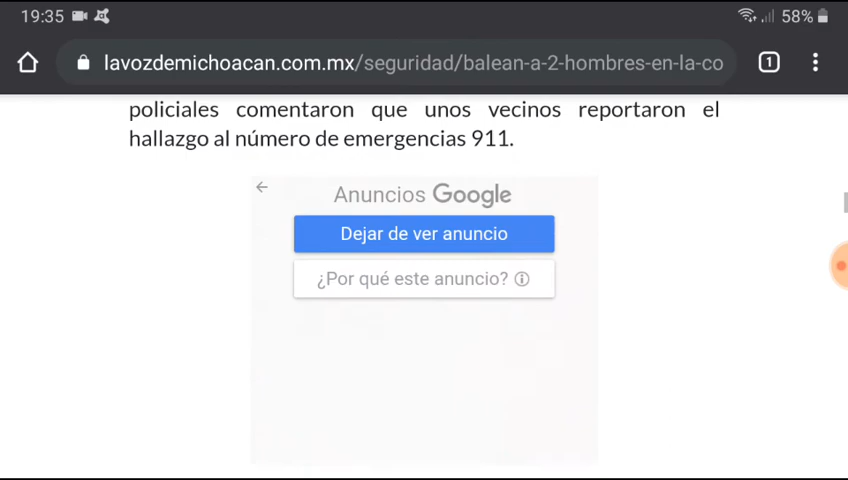 19:35
58%
1
lavozdemichoacan.com.mx/seguridad/balean-a-2-hombres-en-la-co
policiales comentaron que unos vecinos reportaron el
hallazgo al número de emergencias 911.
Anuncios Google
Dejar de ver anuncio
¿Por qué este anuncio?